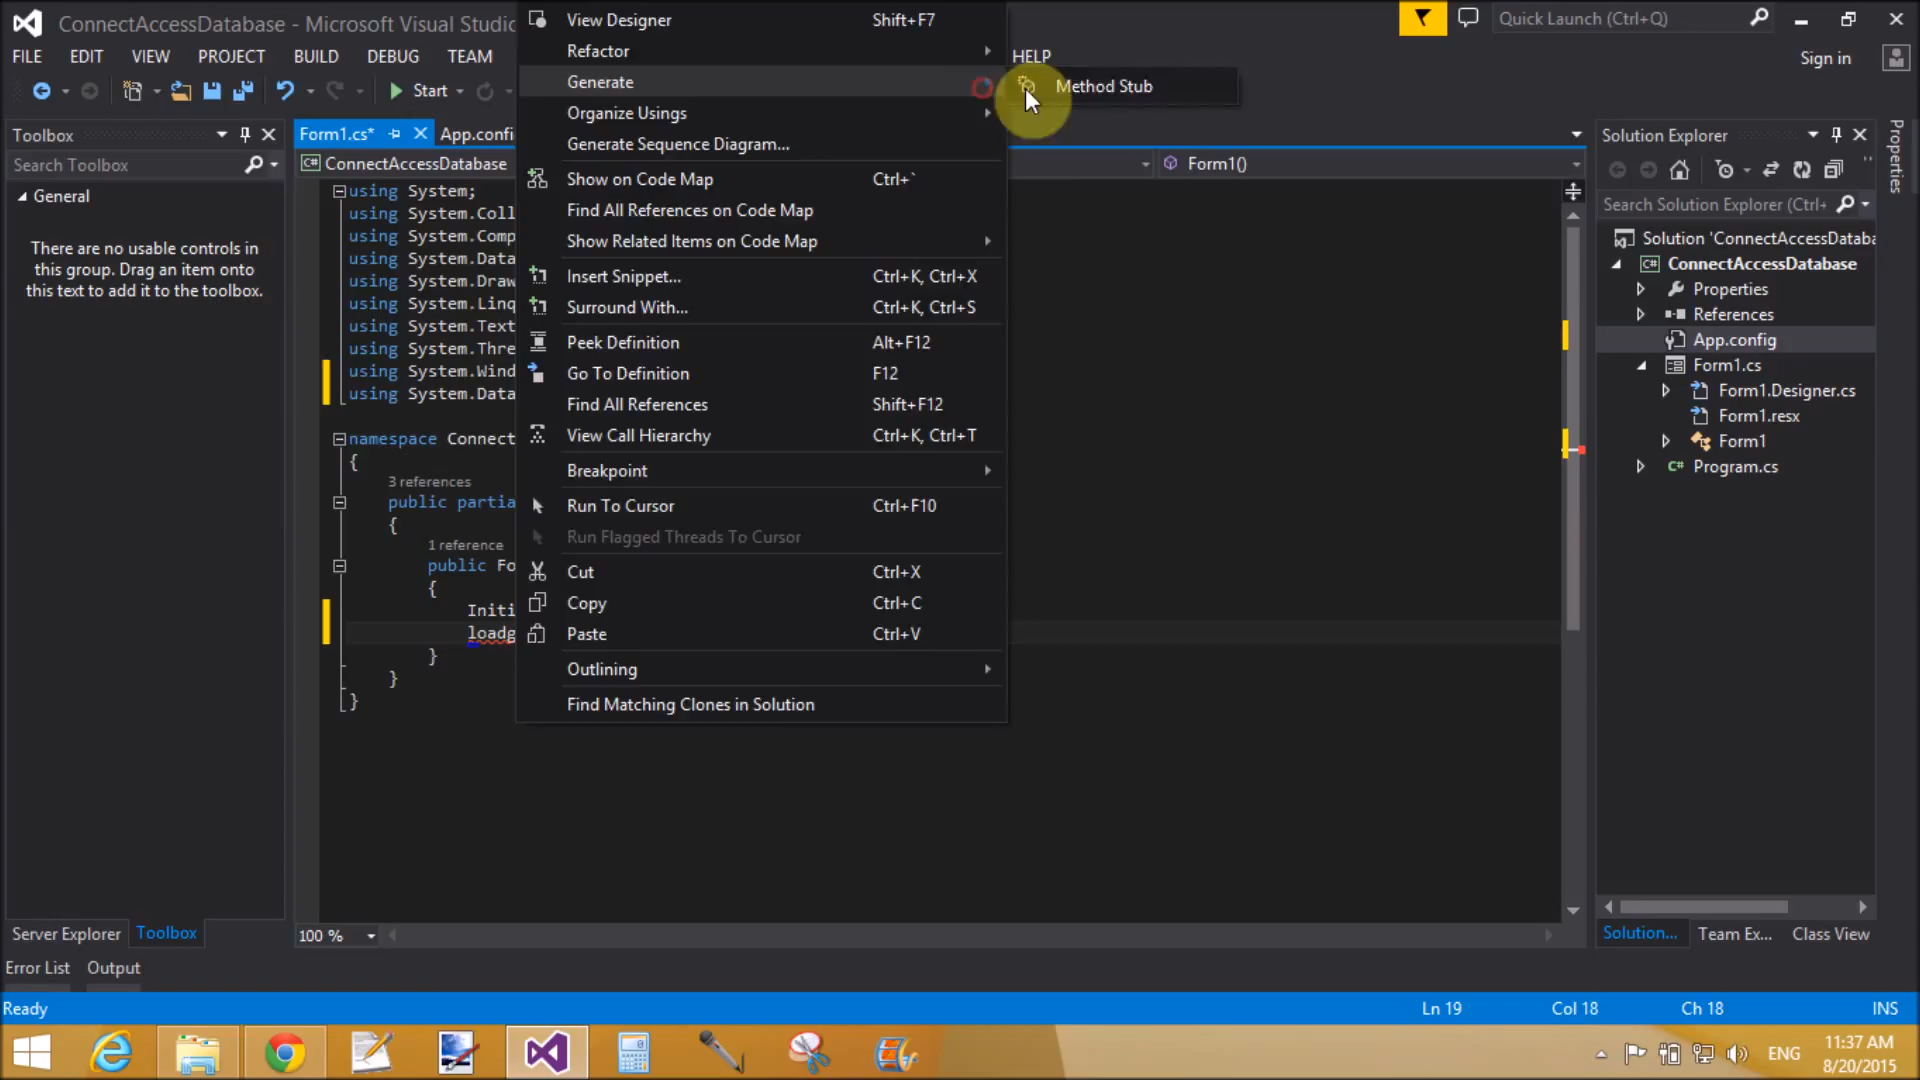 ConnectAccessDatabase - Microsoft Visual Studio
Quick Launch (Ctrl+Q)
FILE EDIT VIEW PROJECT BUILD DEBUG TEAM HELP
Sign in
Start
View Designer Shift+F7
Refactor
Generate
Organize Usings
Generate Sequence Diagram...
Show on Code Map Ctrl+`
Find All References on Code Map
Show Related Items on Code Map
Insert Snippet... Ctrl+K, Ctrl+X
Surround With... Ctrl+K, Ctrl+S
Peek Definition Alt+F12
Go To Definition F12
Find All References Shift+F12
View Call Hierarchy Ctrl+K, Ctrl+T
Breakpoint
Run To Cursor Ctrl+F10
Run Flagged Threads To Cursor
Cut Ctrl+X
Copy Ctrl+C
Paste Ctrl+V
Outlining
Find Matching Clones in Solution
Method Stub
Toolbox
Search Toolbox
General
There are no usable controls in
this group. Drag an item onto
this text to add it to the toolbox.
Server Explorer Toolbox
Form1.cs* App.confi
C# ConnectAccessDatabase
Form1()
using System;
using System.Coll
using System.Comp
using System.Data
using System.Draw
using System.Linq
using System.Text
using System.Thre
using System.Wind
using System.Data
namespace Connect
{
3 references
public partia
{
1 reference
public Fo
{
Initi
loadg
}
}
}
100 %
Solution Explorer
Search Solution Explorer (Ctrl+
Solution 'ConnectAccessDataba
C# ConnectAccessDatabase
Properties
References
App.config
Form1.cs
Form1.Designer.cs
Form1.resx
Form1
C# Program.cs
Solution... Team Ex... Class View
Properties
Error List Output
Ready
Ln 19 Col 18 Ch 18 INS
ENG
11:37 AM
8/20/2015